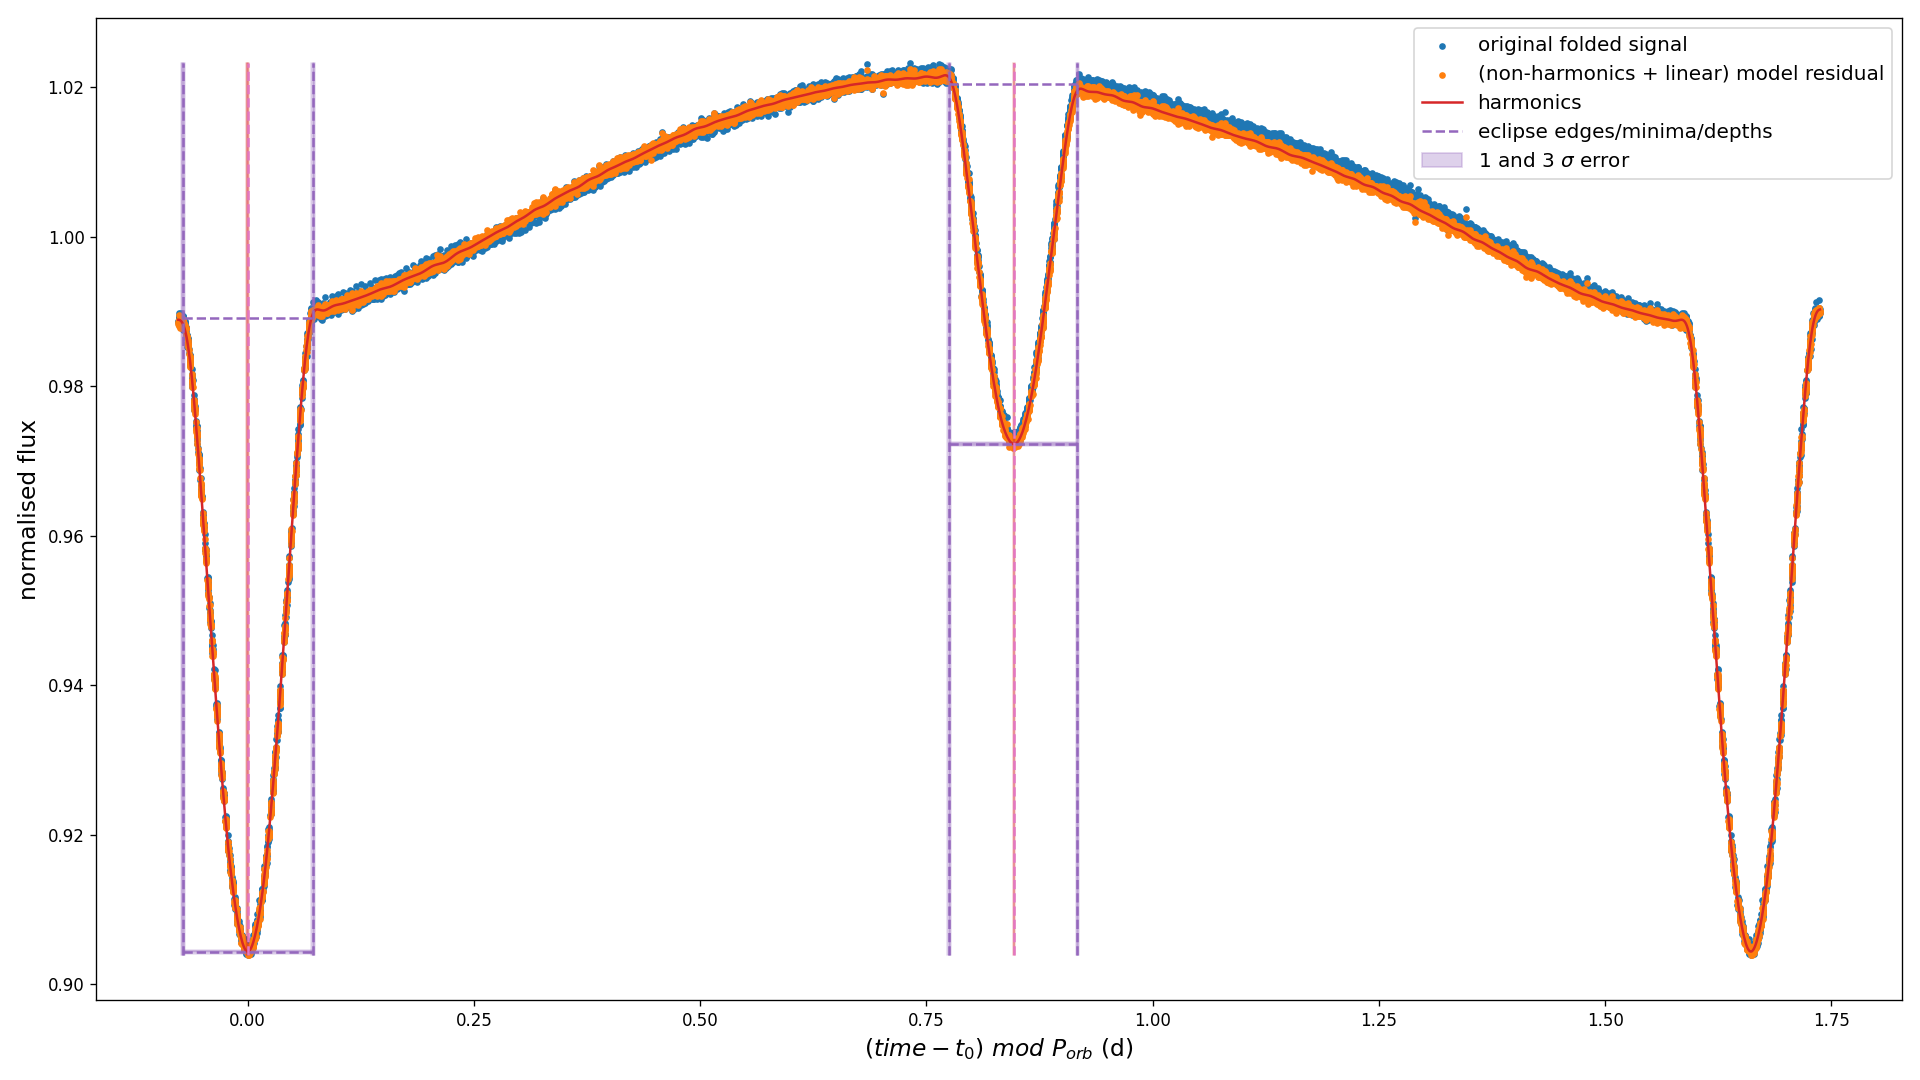 original folded signal
(non-harmonics + linear) model residual
harmonics
eclipse edges/minima/depths
1 and 3 σ error
normalised flux
1.02
1.00
0.98
0.96
0.94
0.92
0.90
0.00 0.25 0.50 0.75 1.00 1.25 1.50 1.75
(time − t₀) mod P_orb (d)